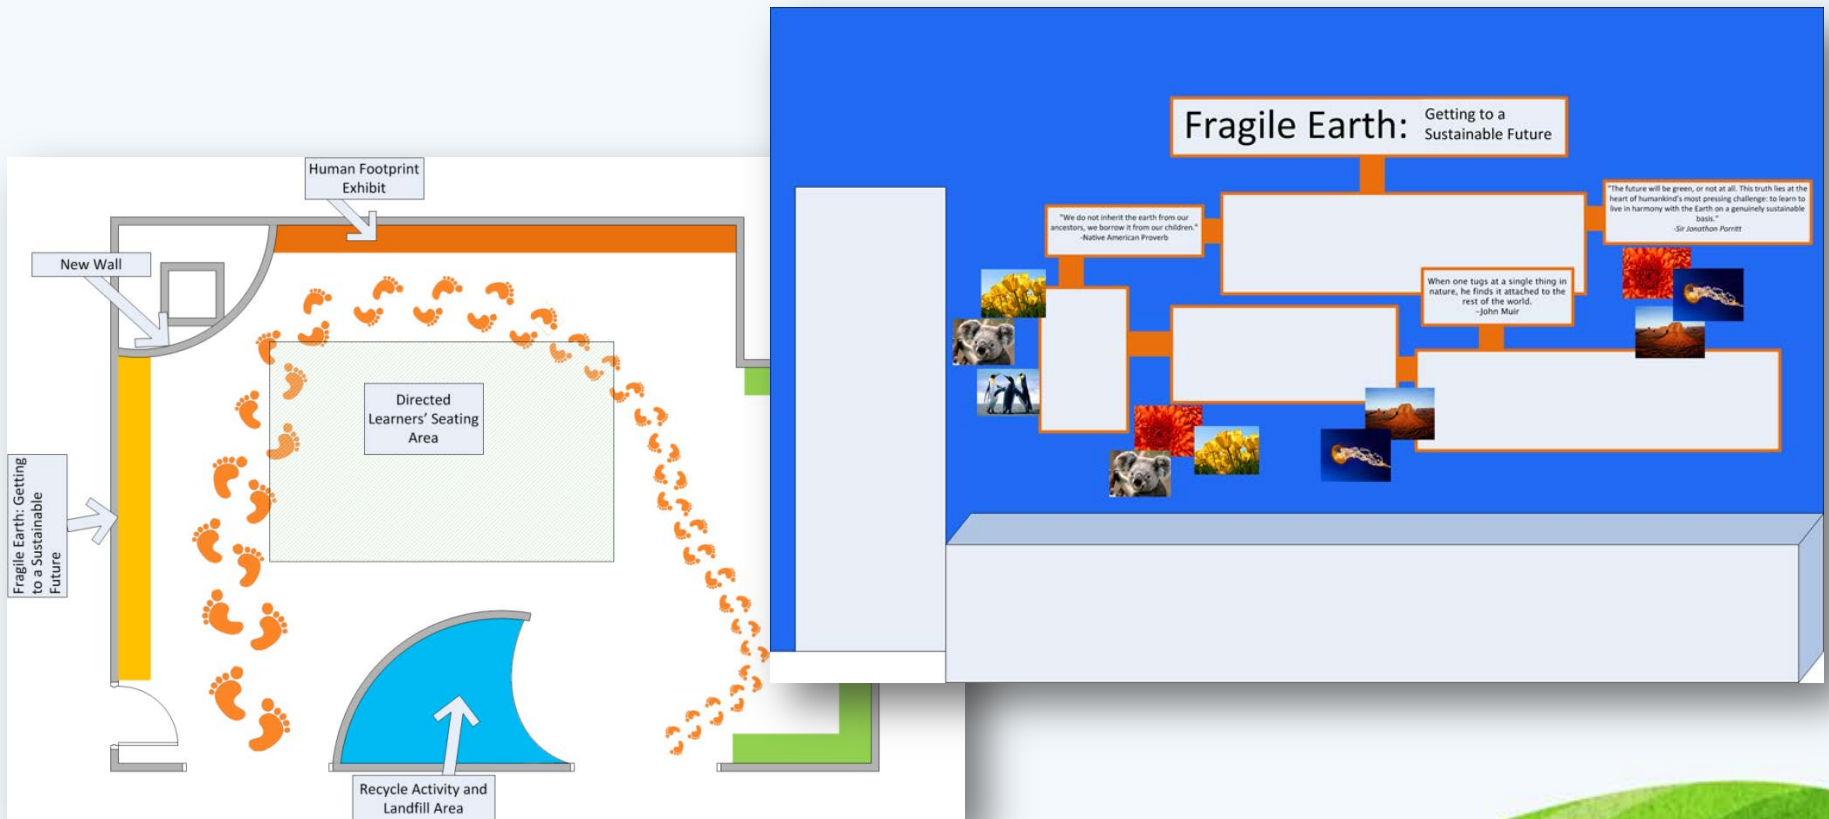 Human Footprint
Exhibit
New Wall
Directed
Learners' Seating
Area
Fragile Earth: Getting
to a Sustainable
Future
Recycle Activity and
Landfill Area
Fragile Earth:
Getting to a
Sustainable Future
"We do not inherit the earth from our
ancestors, we borrow it from our children."
-Native American Proverb
"The future will be green, or not at all. This truth lies at the
heart of humankind's most pressing challenge: to learn to
live in harmony with the Earth on a genuinely sustainable
basis."
-Sir Jonathon Porritt
When one tugs at a single thing in
nature, he finds it attached to the
rest of the world.
~John Muir